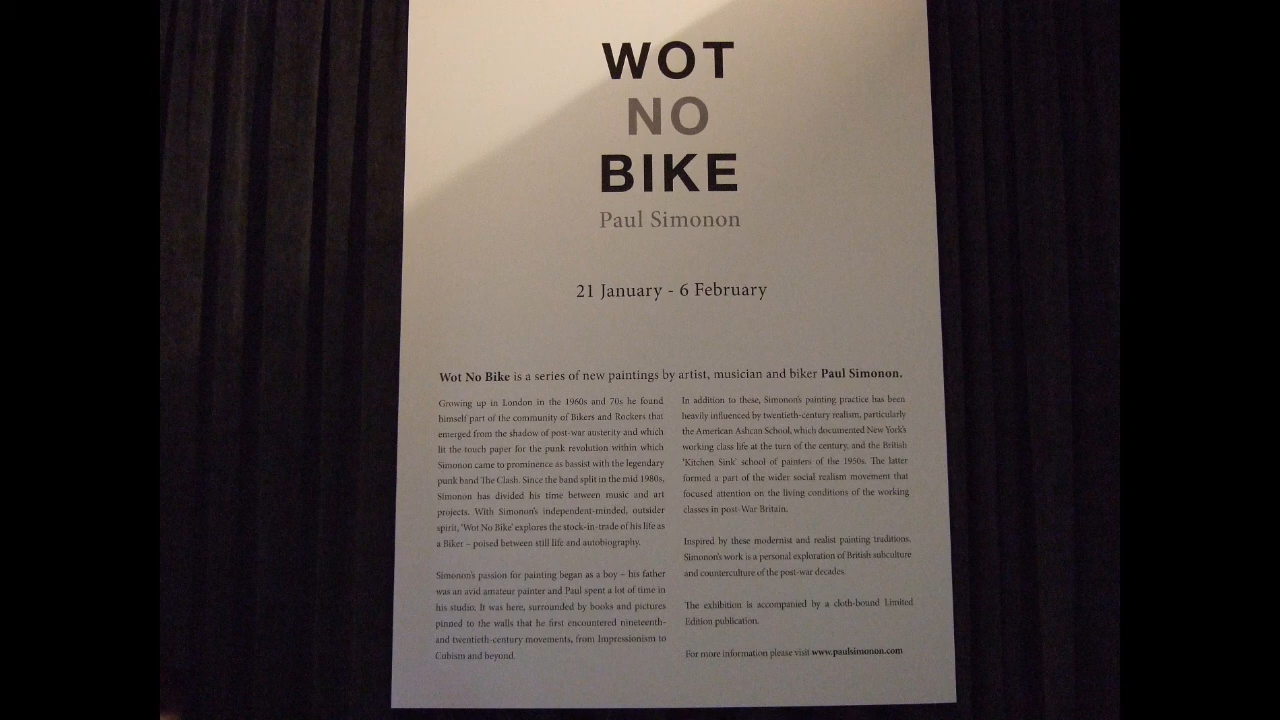 WOT
NO
BIKE
Paul Simonon
21 January - 6 February
Wot No Bike is a series of new paintings by artist, musician and biker Paul Simonon.
Growing up in London in the 1960s and 70s he found
himself part of the community of Bikers and Rockers that
emerged from the shadow of post-war austerity and which
lit the touch paper for the punk revolution within which
Simonon came to prominence as bassist with the legendary
punk band The Clash. Since the band split in the mid 1980s,
Simonon has divided his time between music and art
projects. With Simonon's independent-minded, outsider
spirit, 'Wot No Bike' explores the stock-in-trade of his life as
a Biker – poised between still life and autobiography.
Simonon's passion for painting began as a boy – his father
was an avid amateur painter and Paul spent a lot of time in
his studio. It was here, surrounded by books and pictures
pinned to the walls that he first encountered nineteenth-
and twentieth-century movements, from Impressionism to
Cubism and beyond.
In addition to these, Simonon's painting practice has been
heavily influenced by twentieth-century realism, particularly
the American Ashcan School, which documented New York's
working class life at the turn of the century, and the British
'Kitchen Sink' school of painters of the 1950s. The latter
formed a part of the wider social realism movement that
focused attention on the living conditions of the working
classes in post-War Britain.
Inspired by these modernist and realist painting traditions,
Simonon's work is a personal exploration of British subculture
and counterculture of the post-war decades.
The exhibition is accompanied by a cloth-bound Limited
Edition publication.
For more information please visit www.paulsimonon.com